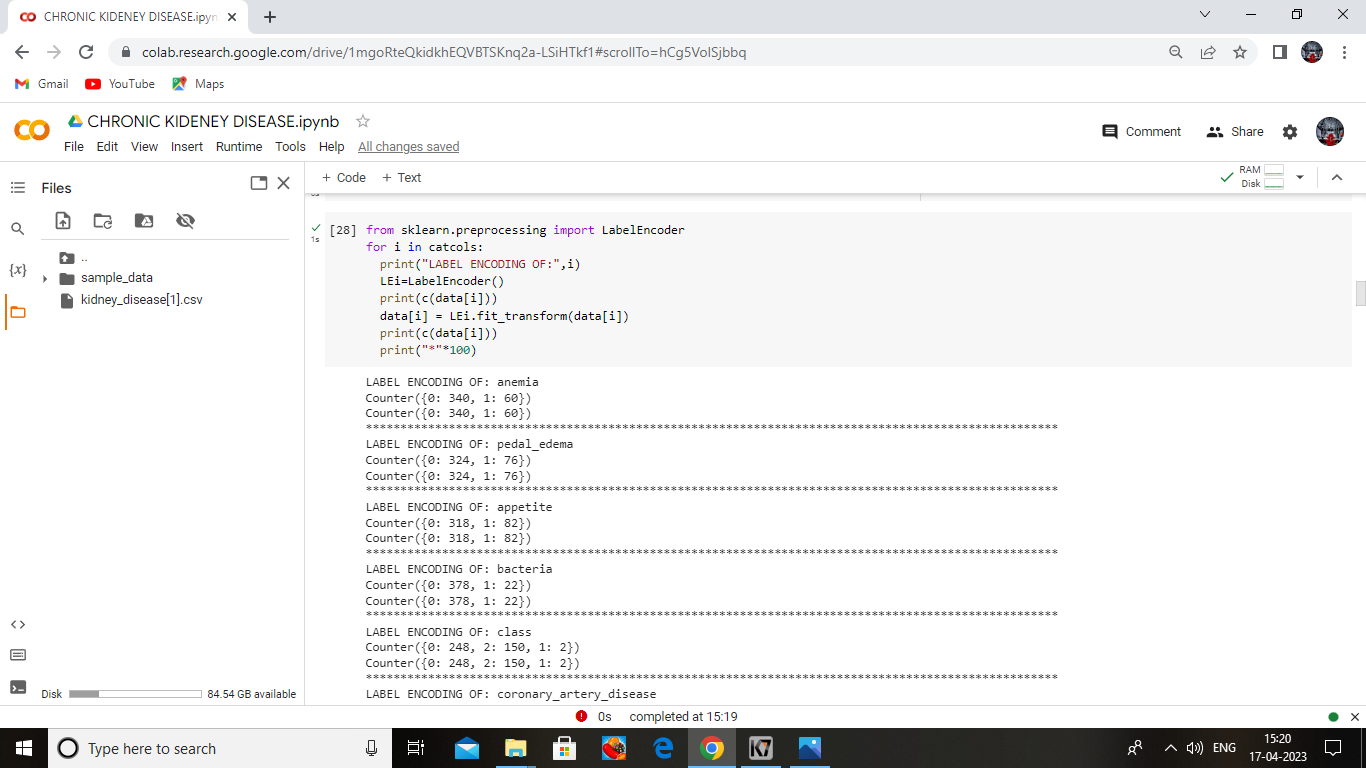 CHRONIC KIDENEY DISEASE.ipyn
colab.research.google.com/drive/1mgoRteQkidkhEQVBTSKnq2a-LSiHTkf1#scrollTo=hCg5VolSjbbq
Gmail YouTube Maps
CHRONIC KIDENEY DISEASE.ipynb
File Edit View Insert Runtime Tools Help All changes saved
Comment Share
Files
+ Code + Text
RAM
Disk
..
sample_data
kidney_disease[1].csv
{x}
1s
[28] from sklearn.preprocessing import LabelEncoder
for i in catcols:
print("LABEL ENCODING OF:",i)
LEi=LabelEncoder()
print(c(data[i]))
data[i] = LEi.fit_transform(data[i])
print(c(data[i]))
print("*"*100)
LABEL ENCODING OF: anemia
Counter({0: 340, 1: 60})
Counter({0: 340, 1: 60})
****************************************************************************************************
LABEL ENCODING OF: pedal_edema
Counter({0: 324, 1: 76})
Counter({0: 324, 1: 76})
****************************************************************************************************
LABEL ENCODING OF: appetite
Counter({0: 318, 1: 82})
Counter({0: 318, 1: 82})
****************************************************************************************************
LABEL ENCODING OF: bacteria
Counter({0: 378, 1: 22})
Counter({0: 378, 1: 22})
****************************************************************************************************
LABEL ENCODING OF: class
Counter({0: 248, 2: 150, 1: 2})
Counter({0: 248, 2: 150, 1: 2})
****************************************************************************************************
LABEL ENCODING OF: coronary_artery_disease
Disk 84.54 GB available
0s completed at 15:19
Type here to search
K7
ENG
15:20
17-04-2023